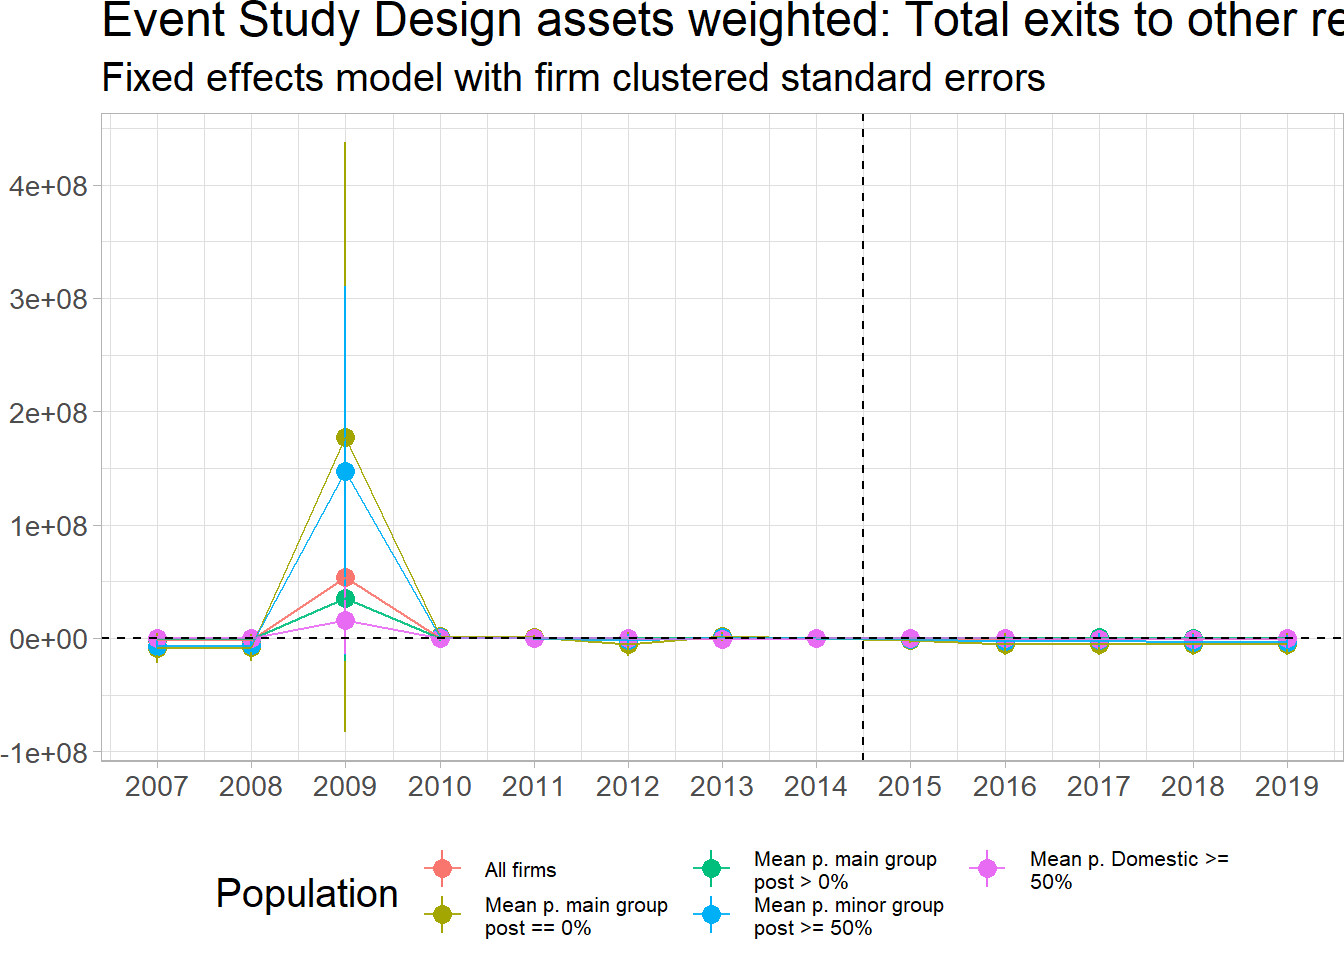 Event Study Design assets weighted: Total exits to other re
Fixed effects model with firm clustered standard errors
4e+08
3e+08
2e+08
1e+08
0e+00
-1e+08
2007 2008 2009 2010 2011 2012 2013 2014 2015 2016 2017 2018 2019
Population
All firms
Mean p. main group
post == 0%
Mean p. main group
post > 0%
Mean p. minor group
post >= 50%
Mean p. Domestic >=
50%